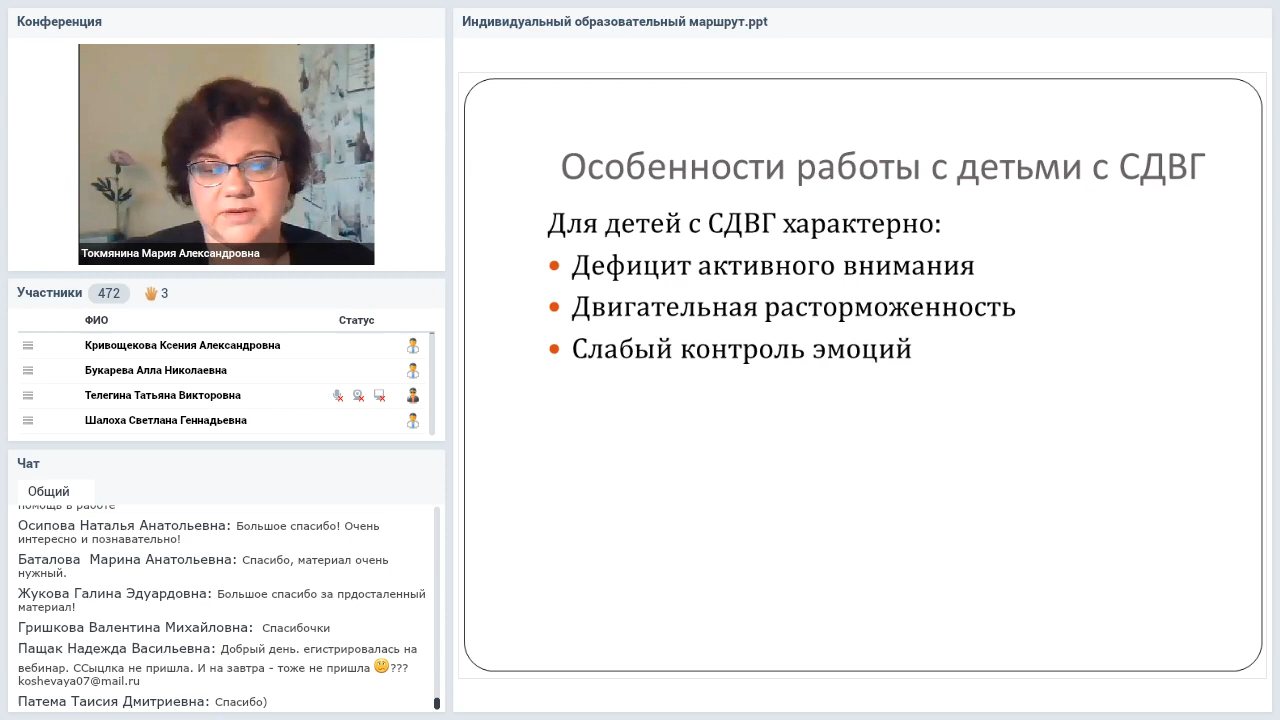 Конференция
Токмянина Мария Александровна
Участники 472 3
ФИО Статус
Кривощекова Ксения Александровна
Букарева Алла Николаевна
Телегина Татьяна Викторовна
Шалоха Светлана Геннадьевна
Чат
Общий
помощь в работе
Осипова Наталья Анатольевна: Большое спасибо! Очень
интересно и познавательно!
Баталова  Марина Анатольевна: Спасибо, материал очень
нужный.
Жукова Галина Эдуардовна: Большое спасибо за прдосталенный
материал!
Гришкова Валентина Михайловна:  Спасибочки
Пащак Надежда Васильевна: Добрый день. егистрировалась на
вебинар. ССыцлка не пришла. И на завтра - тоже не пришла ???
koshevaya07@mail.ru
Патема Таисия Дмитриевна: Спасибо)
Индивидуальный образовательный маршрут.ppt
Особенности работы с детьми с СДВГ
Для детей с СДВГ характерно:
• Дефицит активного внимания
• Двигательная расторможенность
• Слабый контроль эмоций